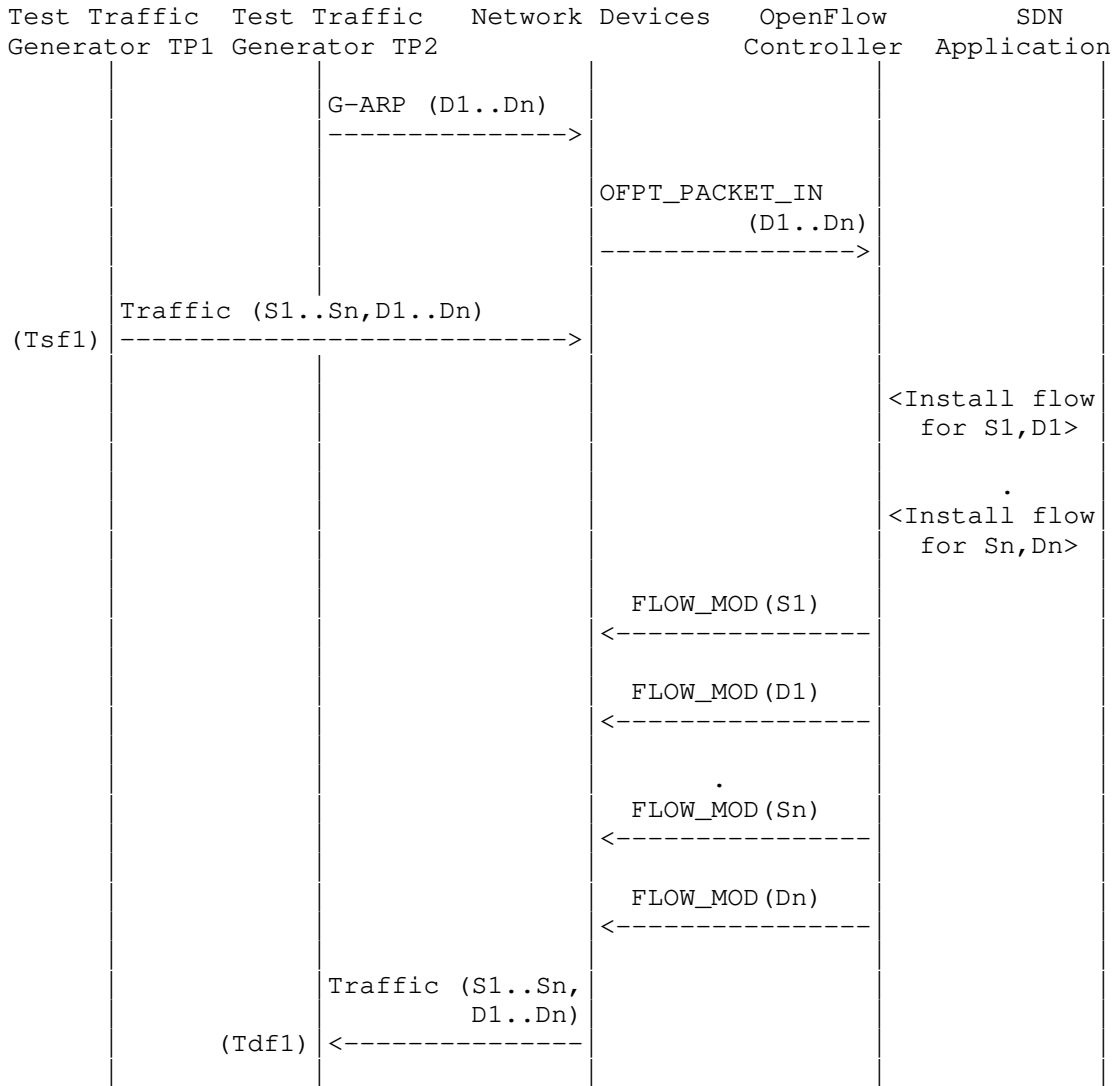 Test Traffic Test Traffic Network Devices OpenFlow SDN
Generator TP1 Generator TP2 Controller Application
G-ARP (D1..Dn)
OFPT_PACKET_IN
(D1..Dn)
Traffic (S1..Sn,D1..Dn)
(Tsf1)
<Install flow
for S1,D1>
.
<Install flow
for Sn,Dn>
FLOW_MOD(S1)
FLOW_MOD(D1)
.
FLOW_MOD(Sn)
FLOW_MOD(Dn)
Traffic (S1..Sn,
D1..Dn)
(Tdf1)